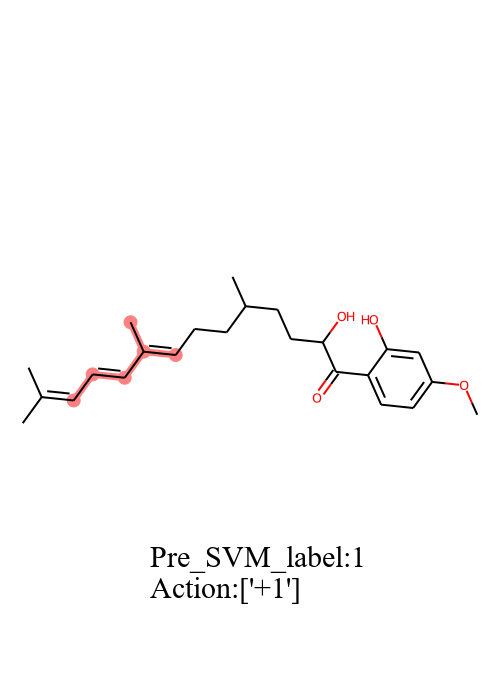 OH
HO
O
O
Pre_SVM_label:1
Action:['+1']